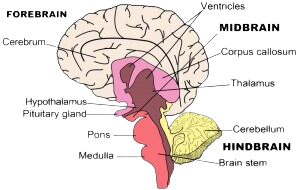 Ventricles
FOREBRAIN
MIDBRAIN
Cerebrum
Corpus callosum
Thalamus
Hypothalamus
Pituitary gland
Cerebellum
Pons
HINDBRAIN
Medulla
Brain stem